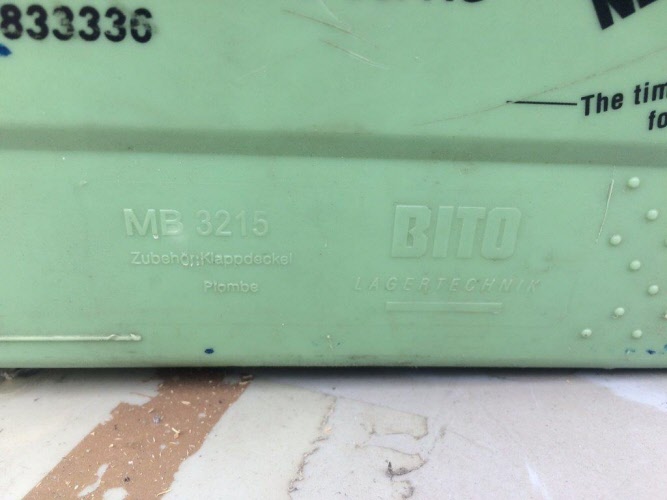 833336
The tim
fo
MB 3215
Zubehör:Klappdeckel
Plombe
BITO
LAGERTECHNIK